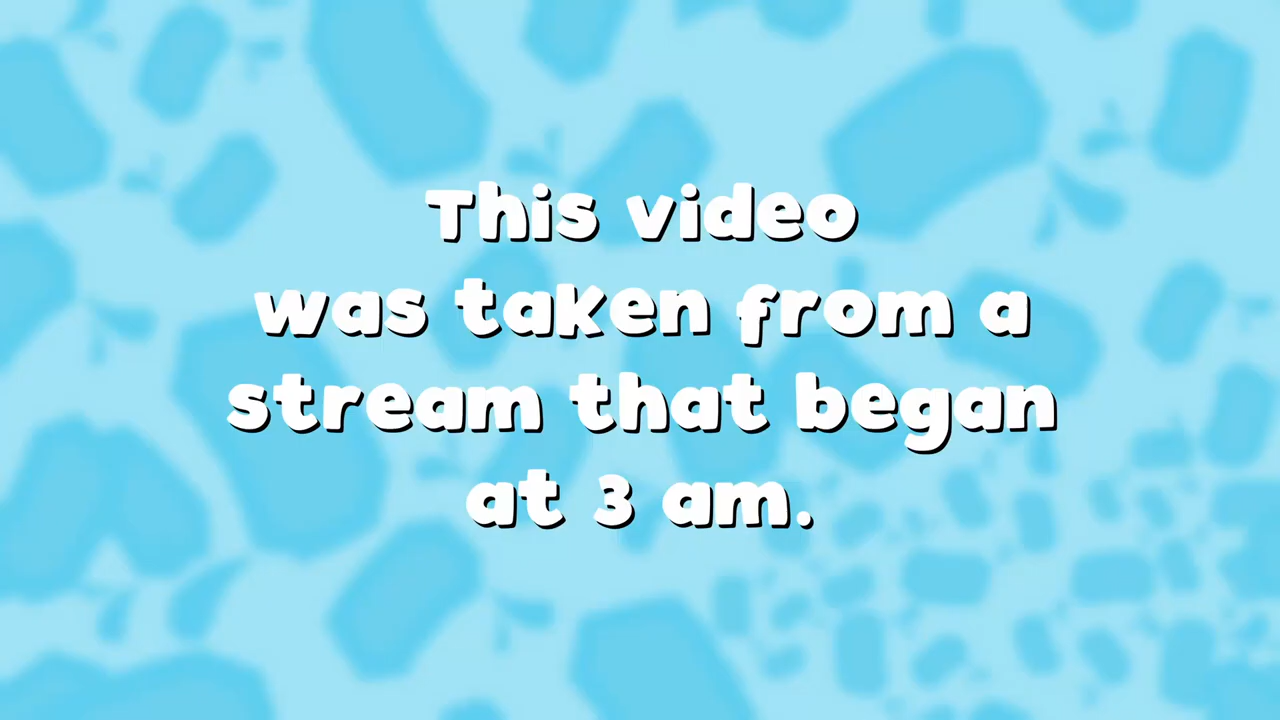 This video
was taken from a
stream that began
at 3 am.